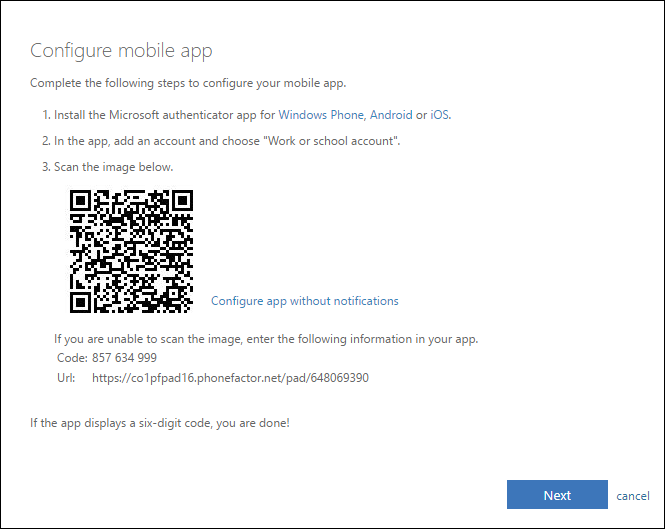 Configure mobile app
Complete the following steps to configure your mobile app.
1. Install the Microsoft authenticator app for Windows Phone, Android or iOS.
2. In the app, add an account and choose "Work or school account".
3. Scan the image below.
Configure app without notifications
If you are unable to scan the image, enter the following information in your app.
Code: 857 634 999
Url: https://co1pfpad16.phonefactor.net/pad/648069390
If the app displays a six-digit code, you are done!
Next cancel